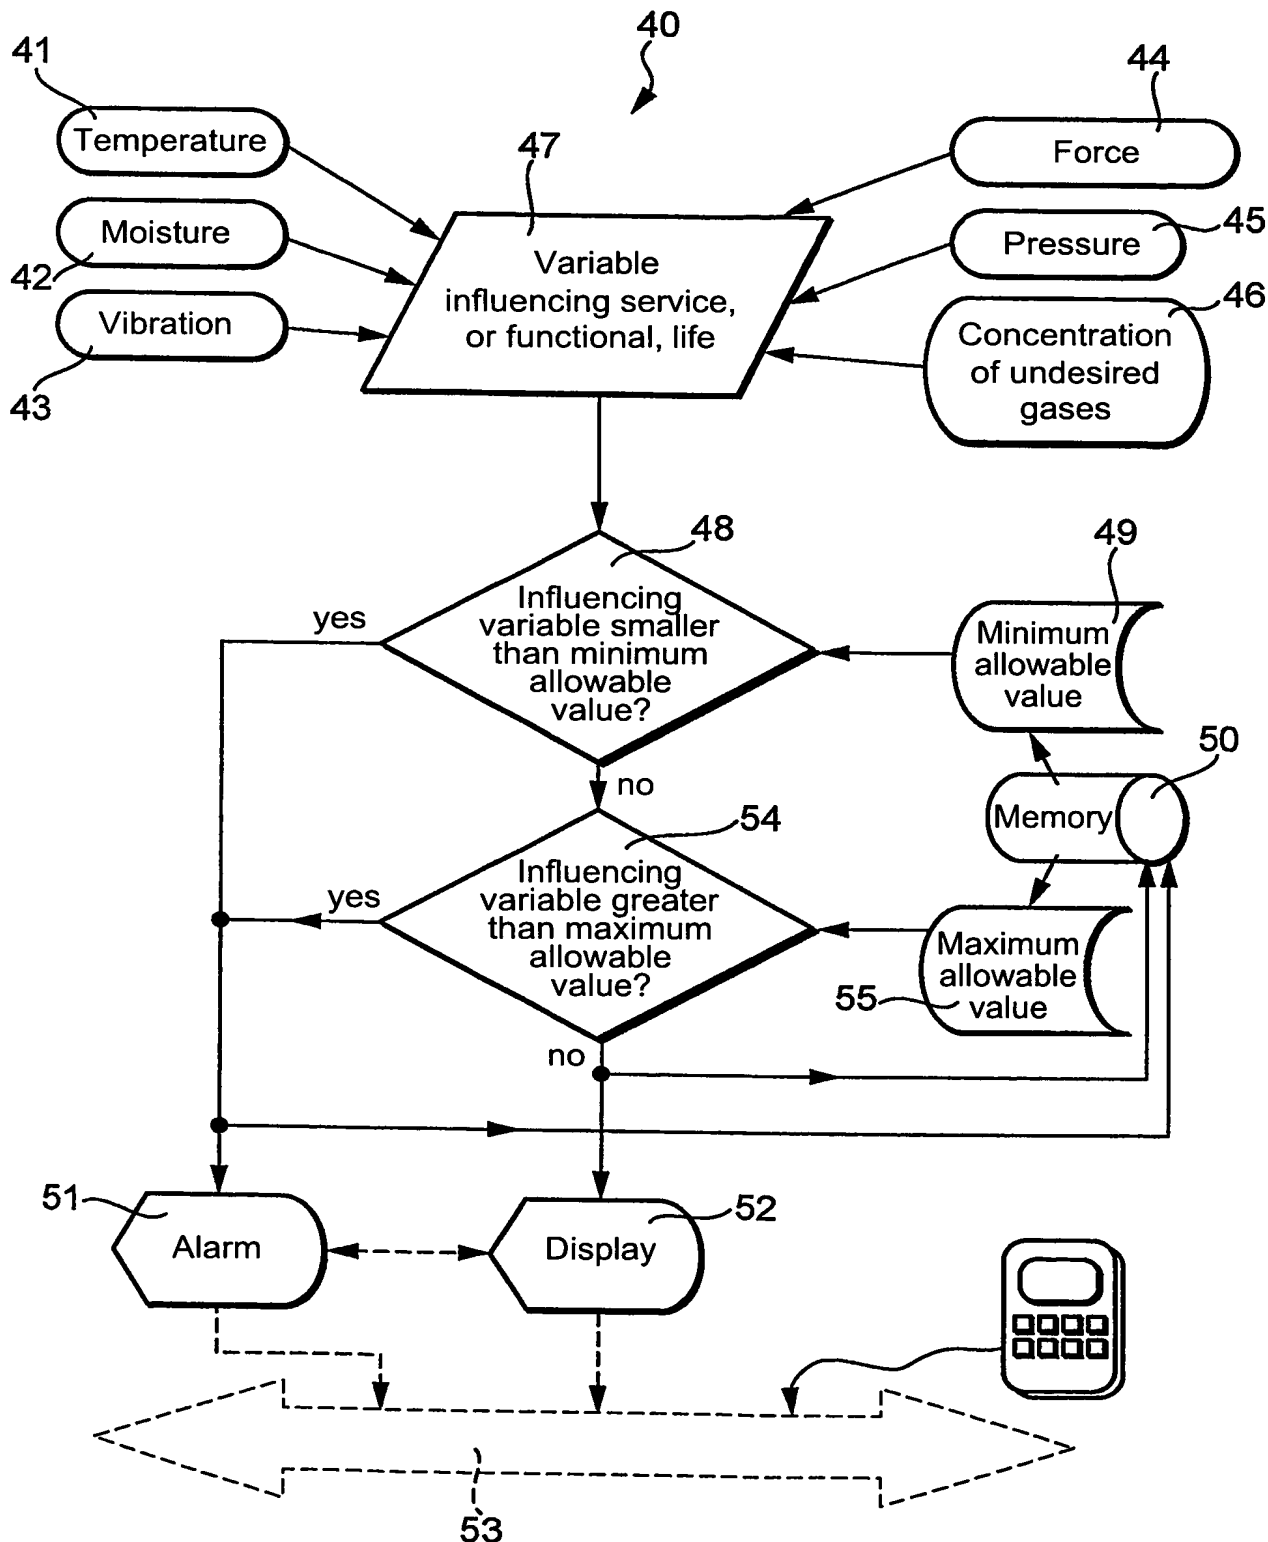 40
41
44
Temperature
47
Force
Moisture
42
Variable
influencing service,
or functional, life
Pressure
45
46
Vibration
43
Concentration
of undesired
gases
48
49
Influencing
variable smaller
than minimum
allowable
value?
yes
Minimum
allowable
value
50
no
Memory
54
Influencing
variable greater
than maximum
allowable
value?
yes
Maximum
allowable
value
55
no
51
52
Alarm
Display
53